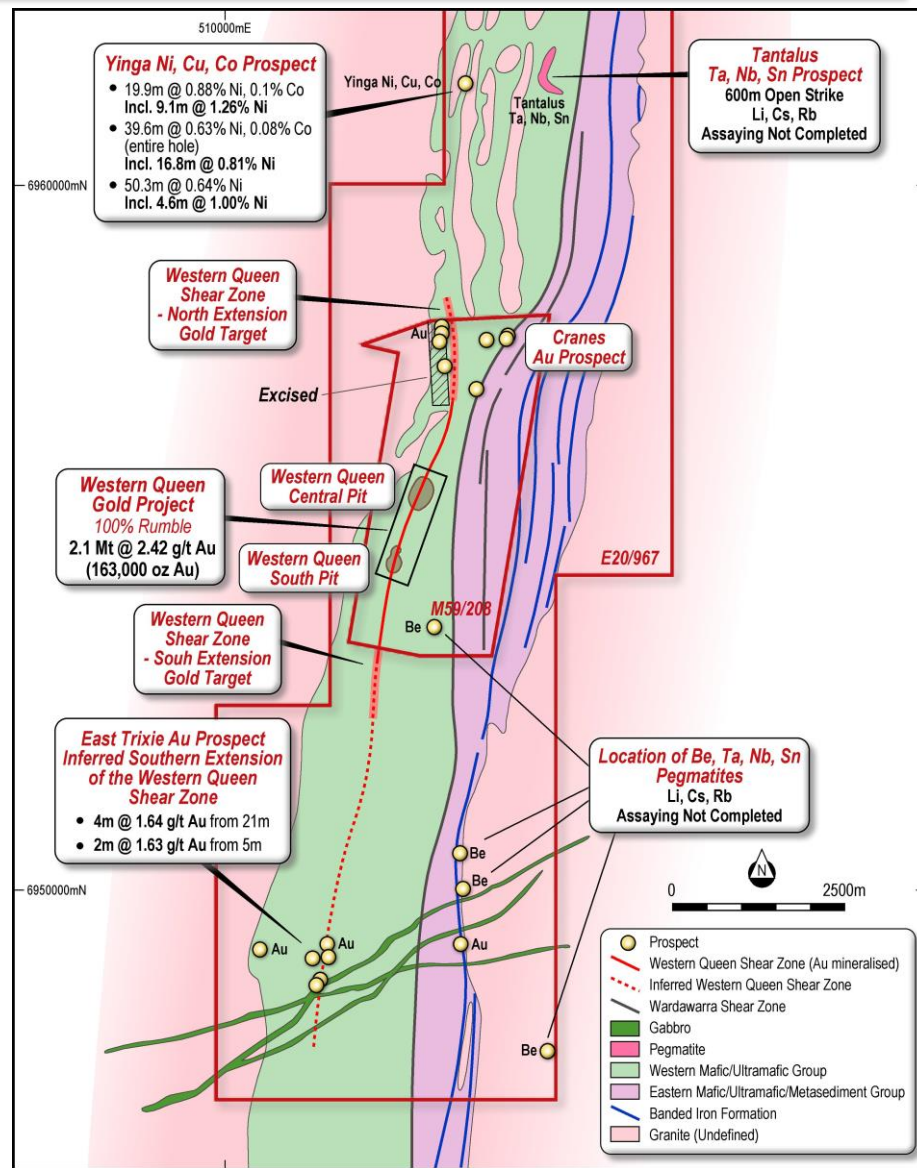 510000mE
Yinga Ni, Cu, Co Prospect
• 19.9m @ 0.88% Ni, 0.1% Co
Incl. 9.1m @ 1.26% Ni
• 39.6m @ 0.63% Ni, 0.08% Co
(entire hole)
Incl. 16.8m @ 0.81% Ni
• 50.3m @ 0.64% Ni
Incl. 4.6m @ 1.00% Ni
Yinga Ni, Cu, Co
Tantalus
Ta, Nb, Sn
Tantalus
Ta, Nb, Sn Prospect
600m Open Strike
Li, Cs, Rb
Assaying Not Completed
6960000mN
Western Queen
Shear Zone
- North Extension
Gold Target
Au
Cranes
Au Prospect
Excised
Western Queen
Central Pit
Western Queen
Gold Project
100% Rumble
2.1 Mt @ 2.42 g/t Au
(163,000 oz Au)
Western Queen
South Pit
E20/967
M59/208
Be
Western Queen
Shear Zone
- Souh Extension
Gold Target
East Trixie Au Prospect
Inferred Southern Extension
of the Western Queen
Shear Zone
• 4m @ 1.64 g/t Au from 21m
• 2m @ 1.63 g/t Au from 5m
Location of Be, Ta, Nb, Sn
Pegmatites
Li, Cs, Rb
Assaying Not Completed
Be
Be
6950000mN
N
0 2500m
Au
Au
Au
Be
Prospect
Western Queen Shear Zone (Au mineralised)
Inferred Western Queen Shear Zone
Wardawarra Shear Zone
Gabbro
Pegmatite
Western Mafic/Ultramafic Group
Eastern Mafic/Ultramafic/Metasediment Group
Banded Iron Formation
Granite (Undefined)